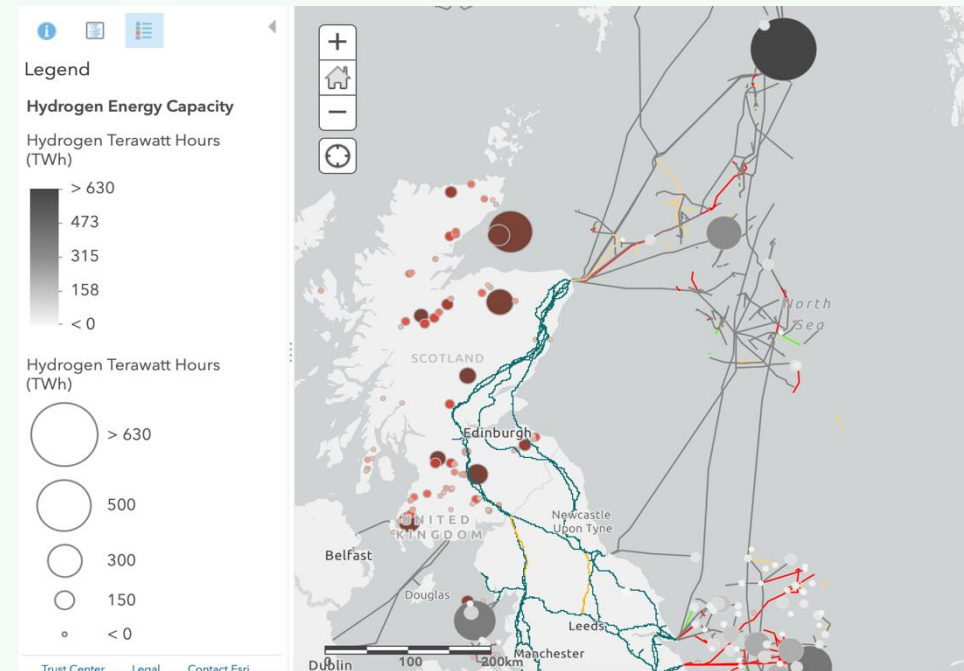 Legend
Hydrogen Energy Capacity
Hydrogen Terawatt Hours
(TWh)
> 630
473
315
158
< 0
Hydrogen Terawatt Hours
(TWh)
> 630
500
300
150
< 0
Trust Center
Legal
Contact Esri
+
−
North
Sea
SCOTLAND
Edinburgh
UNITED
KINGDOM
Newcastle
Upon Tyne
Belfast
Douglas
Leeds
Manchester
Dublin
100
200km